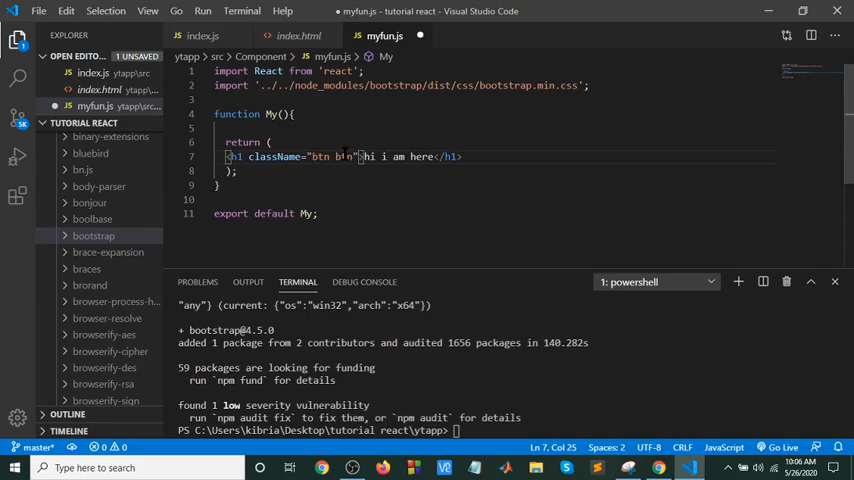 File Edit Selection View Go Run Terminal Help
● myfun.js - tutorial react - Visual Studio Code
EXPLORER
OPEN EDITO... 1 UNSAVED
JS index.js ytapp\src
<> index.html ytapp\...
● JS myfun.js ytapp\src...
TUTORIAL REACT
binary-extensions
bluebird
bn.js
body-parser
bonjour
boolbase
bootstrap
brace-expansion
braces
brorand
browser-process-h...
browser-resolve
browserify-aes
browserify-cipher
browserify-des
browserify-rsa
browserify-sign
OUTLINE
TIMELINE
JS index.js
<> index.html
JS myfun.js ●
ytapp > src > Component > JS myfun.js > My
1 import React from 'react';
2 import '../../node_modules/bootstrap/dist/css/bootstrap.min.css';
3
4 function My(){
5
6 return (
7 <h1 className="btn btn">hi i am here</h1>
8 );
9 }
10
11 export default My;
PROBLEMS OUTPUT TERMINAL DEBUG CONSOLE
1: powershell
"any"} (current: {"os":"win32","arch":"x64"})
+ bootstrap@4.5.0
added 1 package from 2 contributors and audited 1656 packages in 140.282s
59 packages are looking for funding
run `npm fund` for details
found 1 low severity vulnerability
run `npm audit fix` to fix them, or `npm audit` for details
PS C:\Users\kibria\Desktop\tutorial react\ytapp>
master* 0 0
Ln 7, Col 25 Spaces: 2 UTF-8 CRLF JavaScript Go Live
Type here to search
10:06 AM
5/26/2020